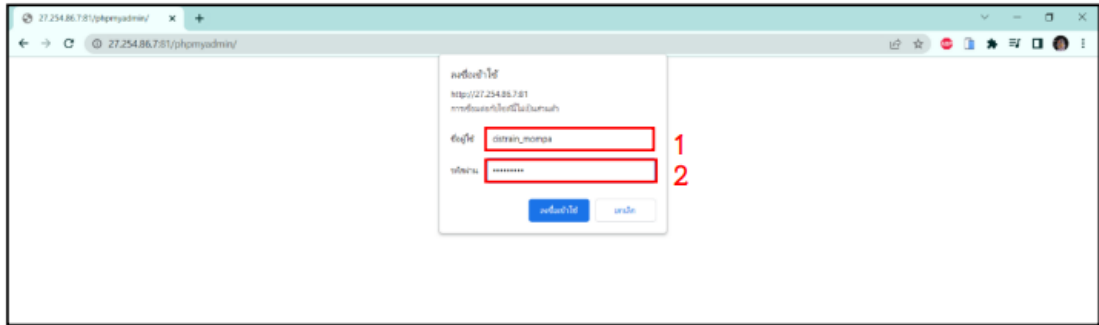 27.254.86.7:81/phpmyadmin/
27.254.86.7:81/phpmyadmin/
ลงชื่อเข้าใช้
http://27.254.86.7:81
การเชื่อมต่อกับไซต์นี้ไม่เป็นส่วนตัว
ชื่อผู้ใช้ cistrain_mompa 1
รหัสผ่าน ••••••••• 2
ลงชื่อเข้าใช้ ยกเลิก